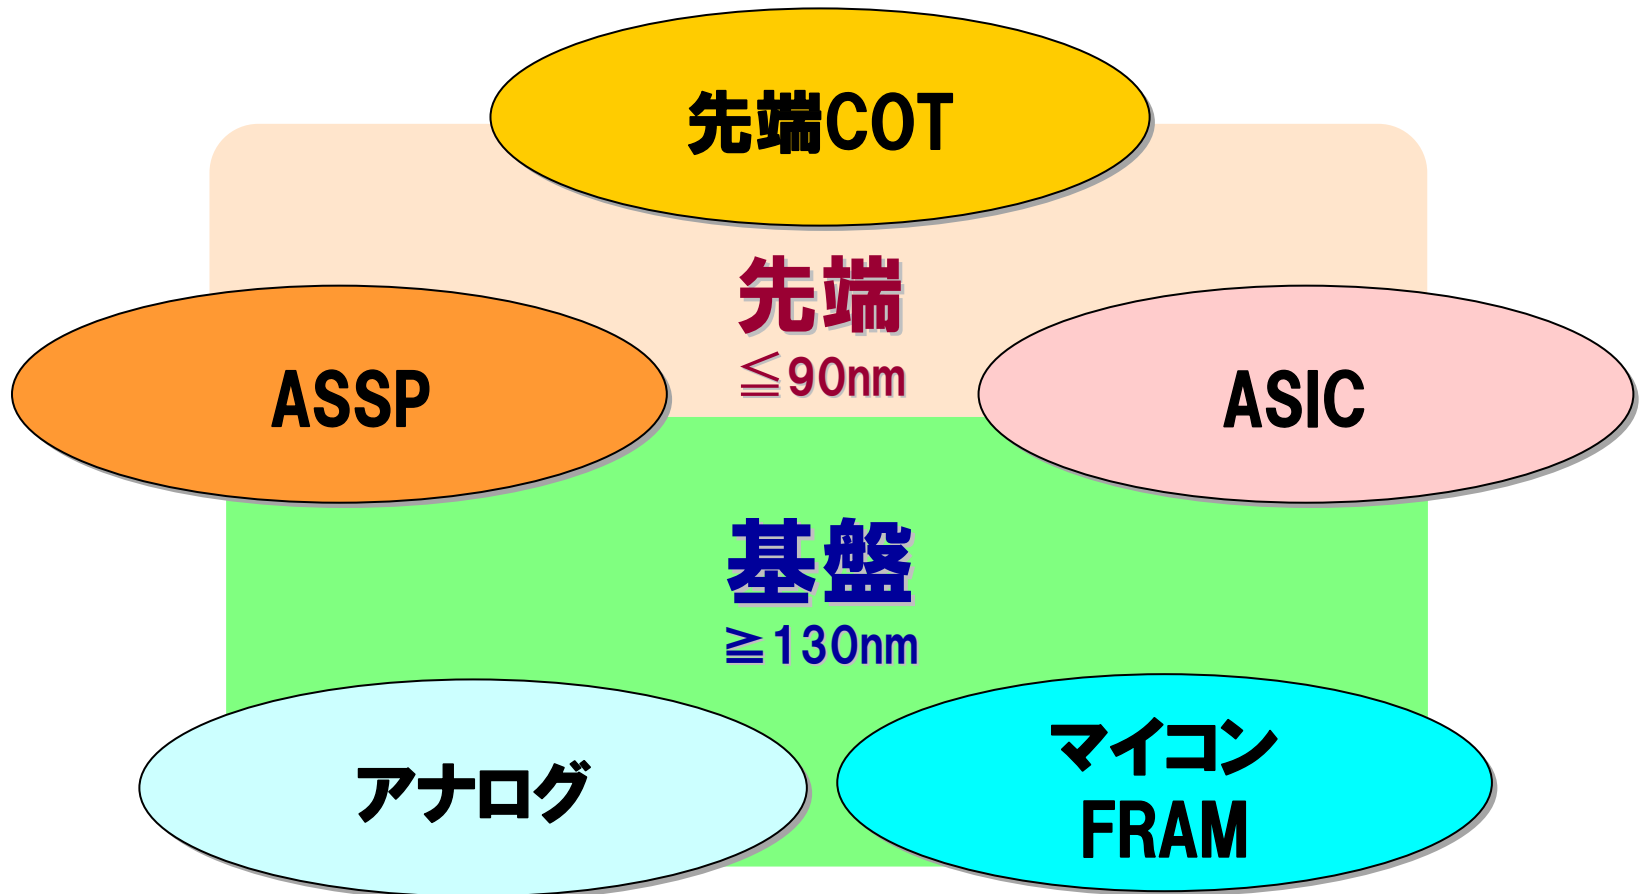 先端COT
先端
≦90nm
ASSP
ASIC
基盤
≧130nm
アナログ
マイコン
FRAM